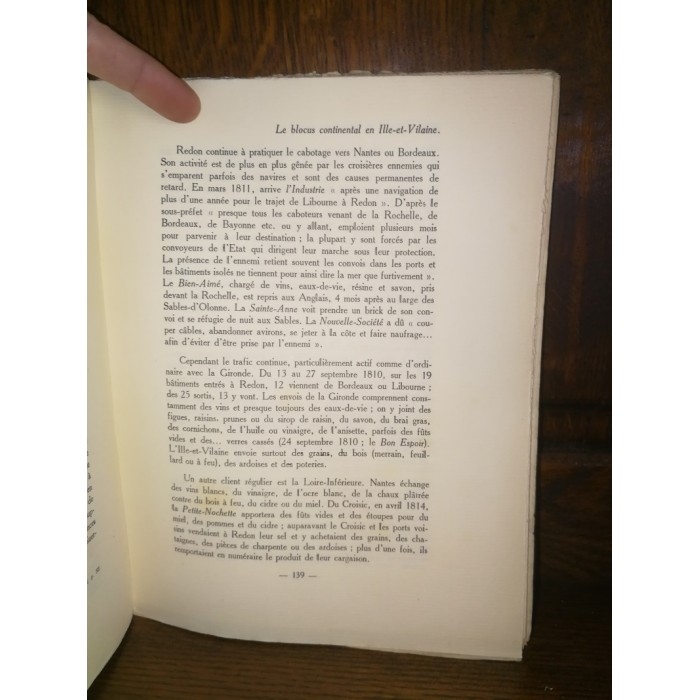 Le blocus continental en Ille-et-Vilaine.
Redon continue à pratiquer le cabotage vers Nantes ou Bordeaux.
Son activité est de plus en plus gênée par les croisières ennemies qui
s'emparent parfois des navires et sont des causes permanentes de
retard. En mars 1811, arrive l'Industrie « après une navigation de
plus d'une année pour le trajet de Libourne à Redon ». D'après le
sous-préfet « presque tous les caboteurs venant de la Rochelle, de
Bordeaux, de Bayonne etc. ou y allant, emploient plusieurs mois
pour parvenir à leur destination ; la plupart y sont forcés par les
convoyeurs de l'Etat qui dirigent leur marche sous leur protection.
La présence de l'ennemi retient souvent les convois dans les ports et
les bâtiments isolés ne tiennent pour ainsi dire la mer que furtivement ».
Le Bien-Aimé, chargé de vins, eaux-de-vie, résine et savon, pris
devant la Rochelle, est repris aux Anglais, 4 mois après au large des
Sables-d'Olonne. La Sainte-Anne voit prendre un brick de son con-
voi et se réfugie de nuit aux Sables. La Nouvelle-Société a dû « cou-
per câbles, abandonner avirons, se jeter à la côte et faire naufrage...
afin d'éviter d'être prise par l'ennemi ».
Cependant le trafic continue, particulièrement actif comme d'ordi-
naire avec la Gironde. Du 13 au 27 septembre 1810, sur les 19
bâtiments entrés à Redon, 12 viennent de Bordeaux ou Libourne ;
des 25 sortis, 13 y vont. Les envois de la Gironde comprennent cons-
tamment des vins et presque toujours des eaux-de-vie ; on y joint des
figues, raisins, prunes ou du sirop de raisin, du savon, du brai gras,
des cornichons, de l'huile ou vinaigre, de l'anisette, parfois des fûts
vides et des... verres cassés (24 septembre 1810 ; le Bon Espoir).
L'Ille-et-Vilaine envoie surtout des grains, du bois (merrain, feuil-
lard ou à feu), des ardoises et des poteries.
Un autre client régulier est la Loire-Inférieure. Nantes échange
des vins blancs, du vinaigre, de l'ocre blanc, de la chaux plâtrée
contre du bois à feu, du cidre ou du miel. Du Croisic, en avril 1814,
la Petite-Nochette apportera des fûts vides et des étoupes pour du
miel, des pommes et du cidre ; auparavant le Croisic et les ports voi-
sins vendaient à Redon leur sel et y achetaient des grains, des cha-
taignes, des pièces de charpente ou des ardoises ; plus d'une fois, ils
remportaient en numéraire le produit de leur cargaison.
— 139 —